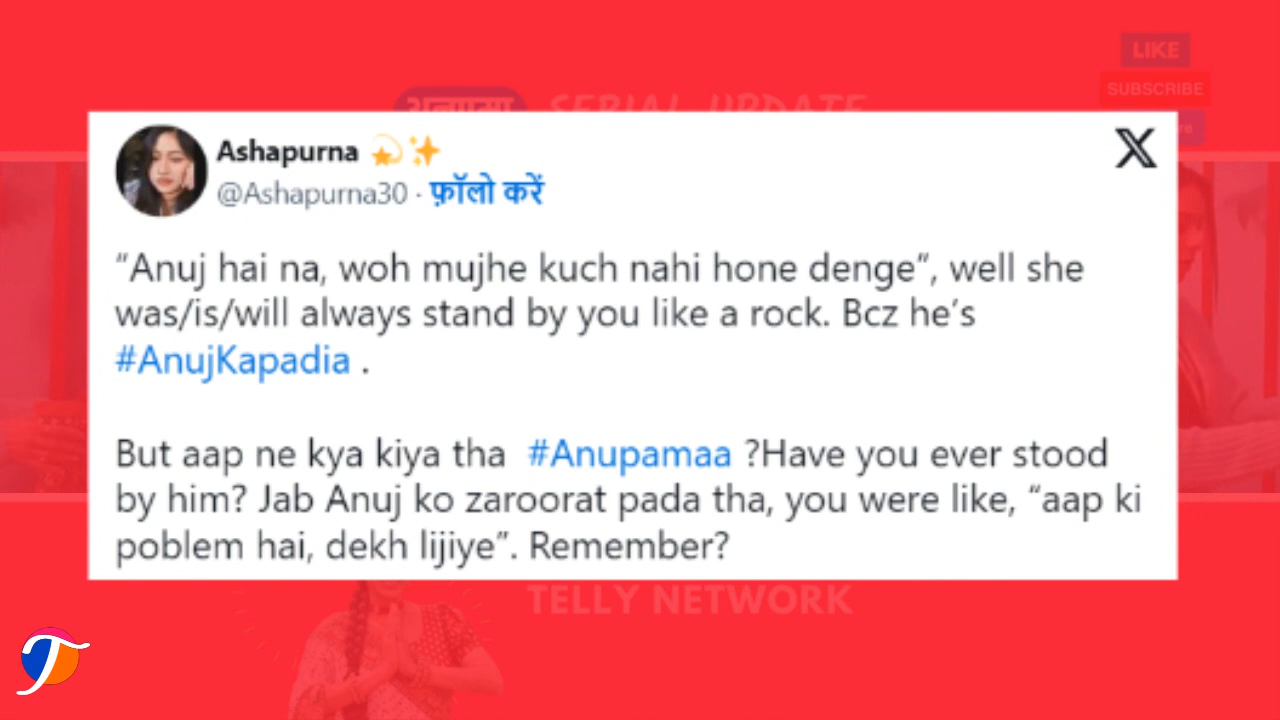 LIKE
SUBSCRIBE
SERIAL UPDATE
Ashapurna
@Ashapurna30 · फ़ॉलो करें
“Anuj hai na, woh mujhe kuch nahi hone denge”, well she
was/is/will always stand by you like a rock. Bcz he’s
#AnujKapadia .
But aap ne kya kiya tha #Anupamaa ?Have you ever stood
by him? Jab Anuj ko zaroorat pada tha, you were like, “aap ki
poblem hai, dekh lijiye”. Remember?
TELLY NETWORK